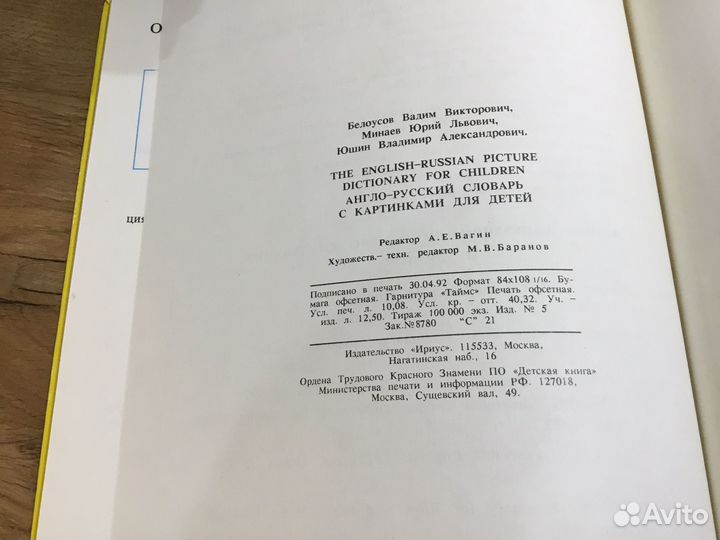 О
ция
Белоусов Вадим Викторович,
Минаев Юрий Львович,
Юшин Владимир Александрович.
THE ENGLISH–RUSSIAN PICTURE
DICTIONARY FOR CHILDREN
АНГЛО–РУССКИЙ СЛОВАРЬ
С КАРТИНКАМИ ДЛЯ ДЕТЕЙ
Редактор А.Е.Вагин
Художеств.– техн. редактор М.В.Баранов
Подписано в печать 30.04.92 Формат 84x108 1/16. Бу-
мага офсетная. Гарнитура «Таймс» Печать офсетная.
Усл. печ. л. 10,08. Усл. кр. – отт. 40,32. Уч. –
изд. л. 12,50. Тираж 100 000 экз. Изд. № 5
Зак.№8780 “С” 21
Издательство «Ириус». 115533, Москва,
Нагатинская наб., 16
Ордена Трудового Красного Знамени ПО «Детская книга»
Министерства печати и информации РФ. 127018,
Москва, Сущевский вал, 49.
Avito